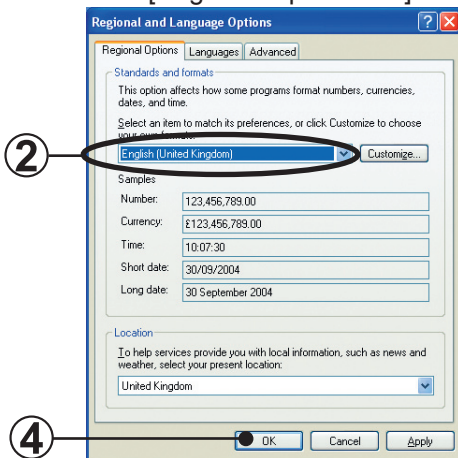 Regional and Language Options
Regional Options Languages Advanced
Standards and formats
This option affects how some programs format numbers, currencies,
dates, and time.
Select an item to match its preferences, or click Customize to choose
② English (United Kingdom) Customize...
Samples
Number: 123,456,789.00
Currency: £123,456,789.00
Time: 10:07:30
Short date: 30/09/2004
Long date: 30 September 2004
Location
To help services provide you with local information, such as news and
weather, select your present location:
United Kingdom
④ OK Cancel Apply